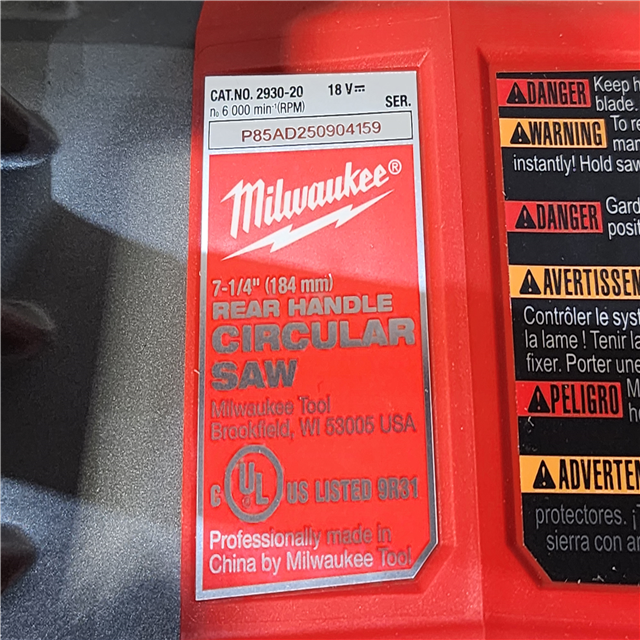 CAT.NO. 2930-20 18 V⎓
n₀ 6 000 min⁻¹(RPM) SER.
P85AD250904159
Milwaukee®
7-1/4" (184 mm)
REAR HANDLE
CIRCULAR
SAW
Milwaukee Tool
Brookfield, WI 53005 USA
C UL US LISTED 9R31
Professionally made in
China by Milwaukee Tool
DANGER Keep
blade.
WARNING To
instantly! Hold saw
DANGER
AVERTISSEMENT
Contrôler le
la lame ! Tenir la
fixer. Porter une
PELIGRO
ADVERTEN
protectores.
sierra con